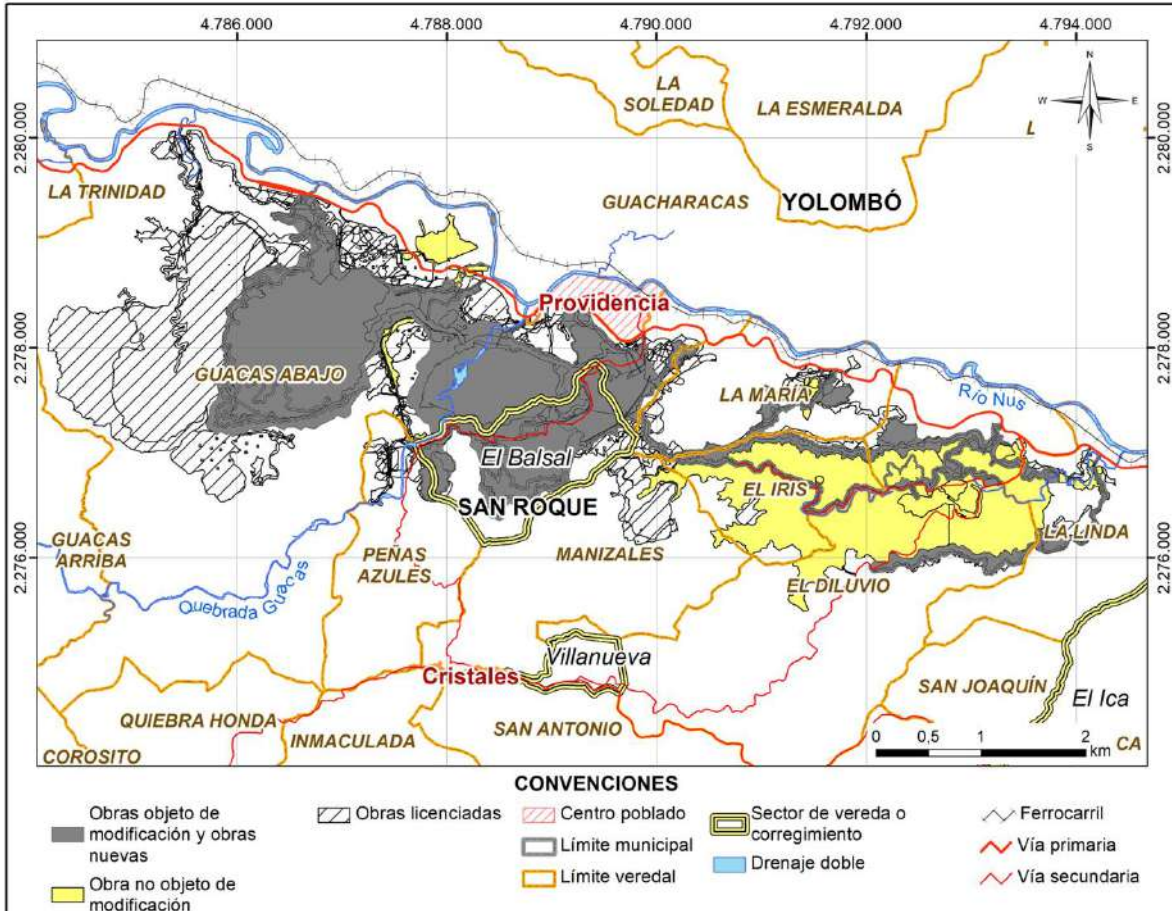 4.786.000 4.788.000 4.790.000 4.792.000 4.794.000
2.280.000
2.280.000
N
W E
S
LA
SOLEDAD
LA ESMERALDA
L
LA TRINIDAD
GUACHARACAS
YOLOMBÓ
Providencia
2.278.000
2.278.000
GUACAS ABAJO
LA MARÍA
Río Nus
El Balsal
EL IRIS
SAN ROQUE
LA LINDA
2.276.000
2.276.000
GUACAS
ARRIBA
PEÑAS
AZULES
MANIZALES
EL DILUVIO
Quebrada Guacas
Villanueva
Cristales
SAN JOAQUÍN
El Ica
QUIEBRA HONDA
INMACULADA
SAN ANTONIO
COROSITO
0 0,5 1 2
km
CA
CONVENCIONES
Obras objeto de
modificación y obras
nuevas
Obra no objeto de
modificación
Obras licenciadas
Centro poblado
Límite municipal
Límite veredal
Sector de vereda o
corregimiento
Drenaje doble
Ferrocarril
Vía primaria
Vía secundaria